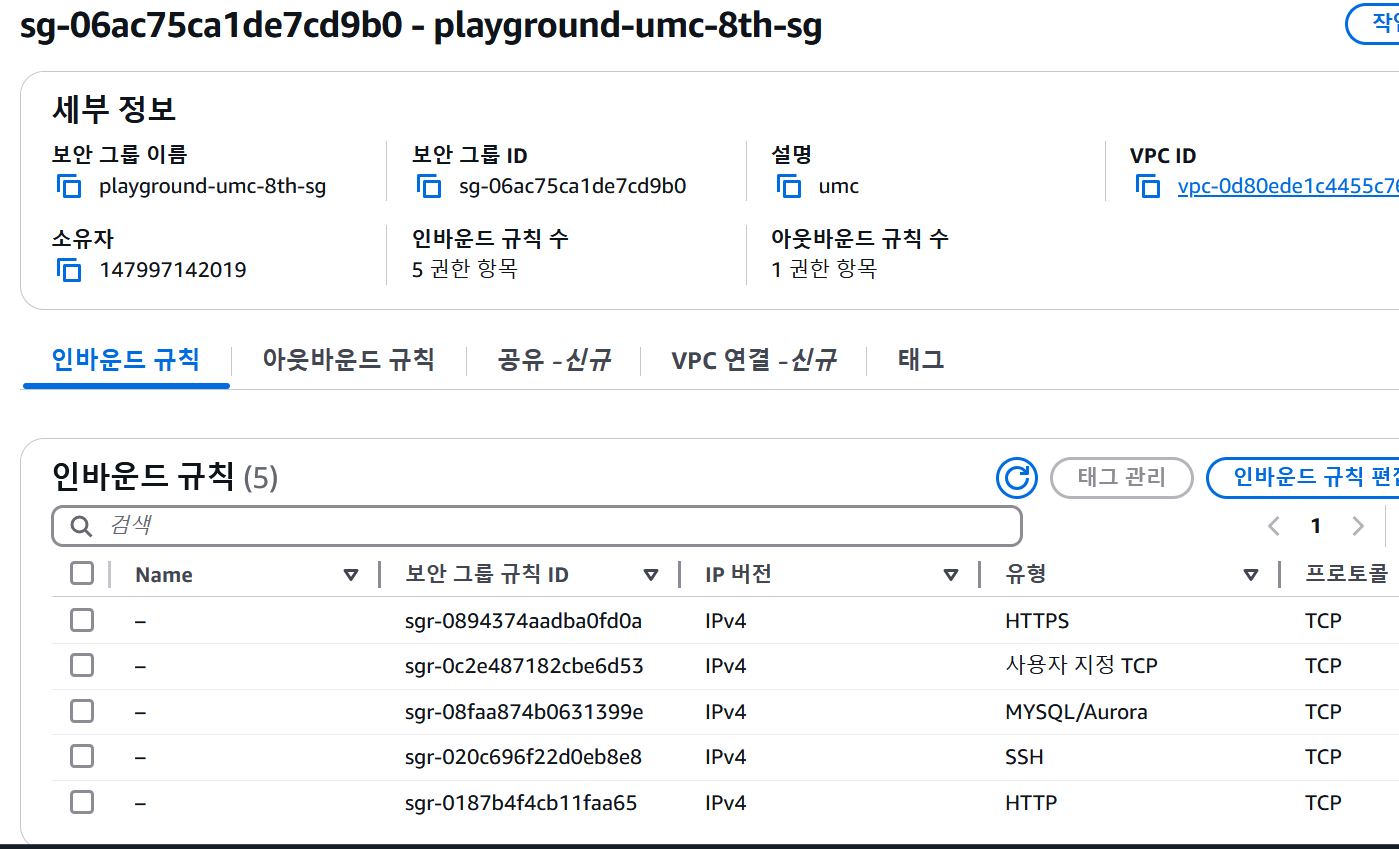 sg-06ac75ca1de7cd9b0 - playground-umc-8th-sg
세부 정보
보안 그룹 이름 보안 그룹 ID 설명 VPC ID
playground-umc-8th-sg sg-06ac75ca1de7cd9b0 umc
소유자 인바운드 규칙 수 아웃바운드 규칙 수
147997142019 5 권한 항목 1 권한 항목
인바운드 규칙 아웃바운드 규칙 공유 -신규 VPC 연결 -신규 태그
인바운드 규칙 (5) 태그 관리 인바운드 규칙
검색 1
Name 보안 그룹 규칙 ID IP 버전 유형 프로토콜
– sgr-0894374aadba0fd0a IPv4 HTTPS TCP
– sgr-0c2e487182cbe6d53 IPv4 사용자 지정 TCP TCP
– sgr-08faa874b0631399e IPv4 MYSQL/Aurora TCP
– sgr-020c696f22d0eb8e8 IPv4 SSH TCP
– sgr-0187b4f4cb11faa65 IPv4 HTTP TCP